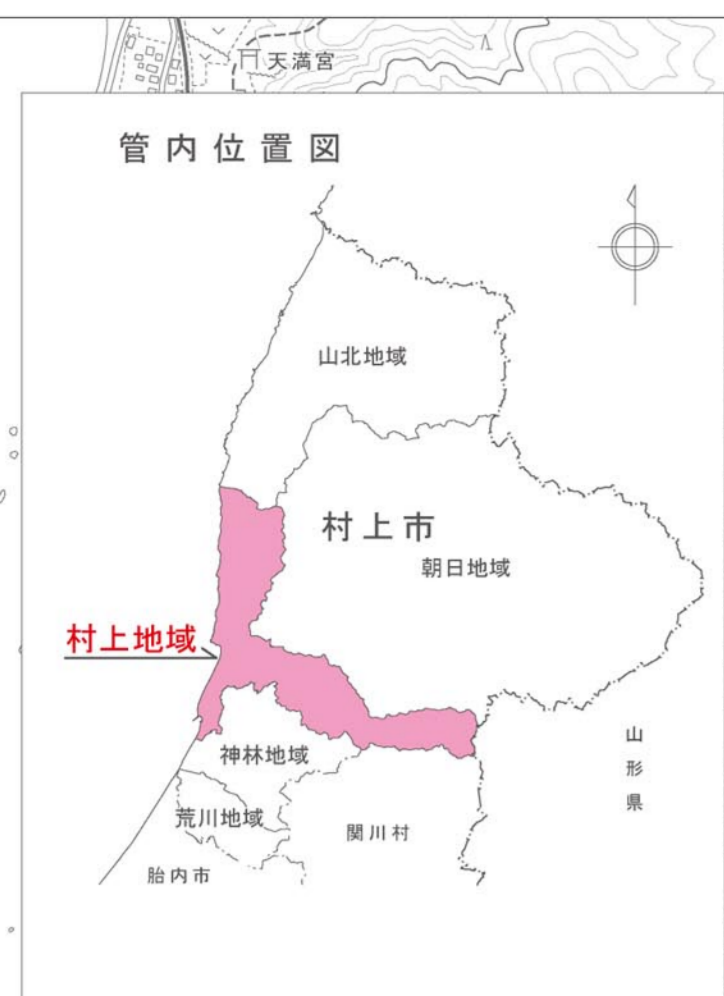 天満宮
管内位置図
山北地域
村上市
朝日地域
村上地域
山形県
神林地域
荒川地域
関川村
胎内市